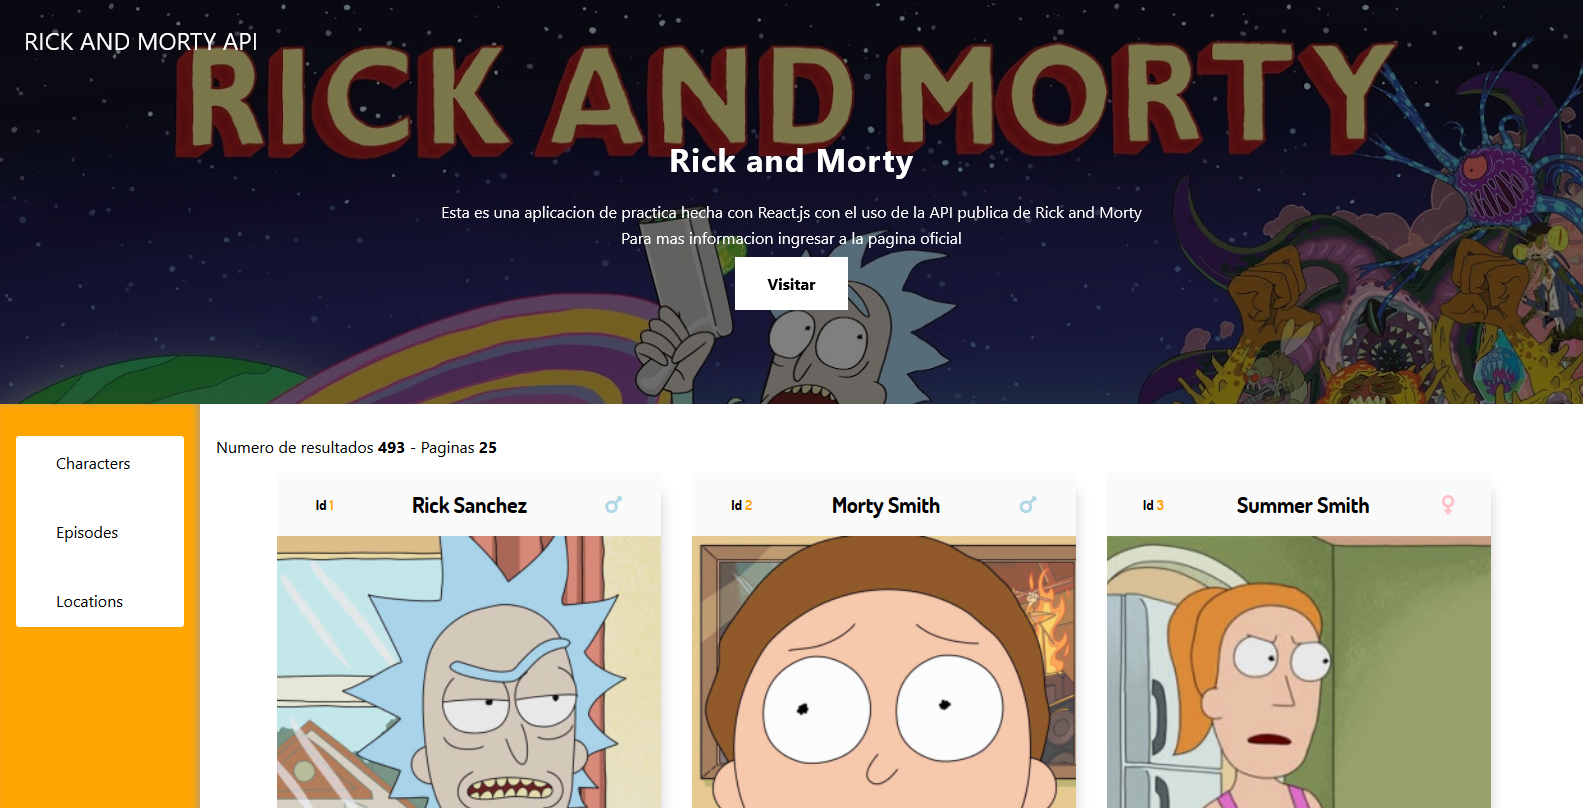 RICK AND MORTY API
RICK AND MORTY
Rick and Morty
Esta es una aplicacion de practica hecha con React.js con el uso de la API publica de Rick and Morty
Para mas informacion ingresar a la pagina oficial
Visitar
Characters
Episodes
Locations
Numero de resultados 493 - Paginas 25
Id 1 Rick Sanchez
Id 2 Morty Smith
Id 3 Summer Smith